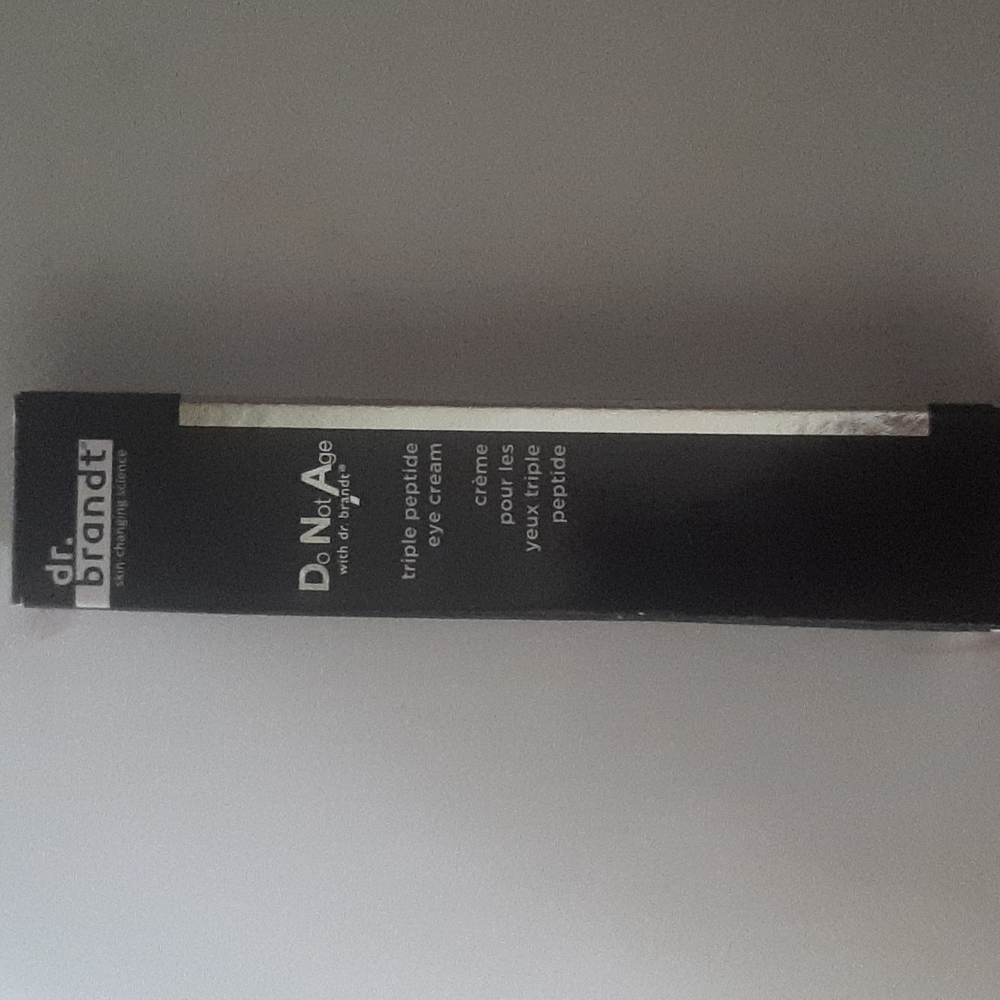 dr.
brandt
skin changing science
Do Not Age
with dr. brandt®
triple peptide
eye cream
crème
pour les
yeux triple
peptide